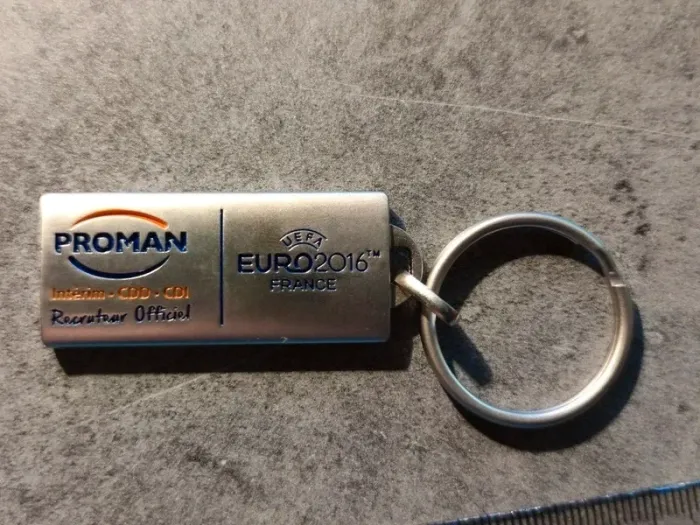 PROMAN
Intérim - CDD - CDI
Recruteur Officiel
UEFA
EURO2016™
FRANCE